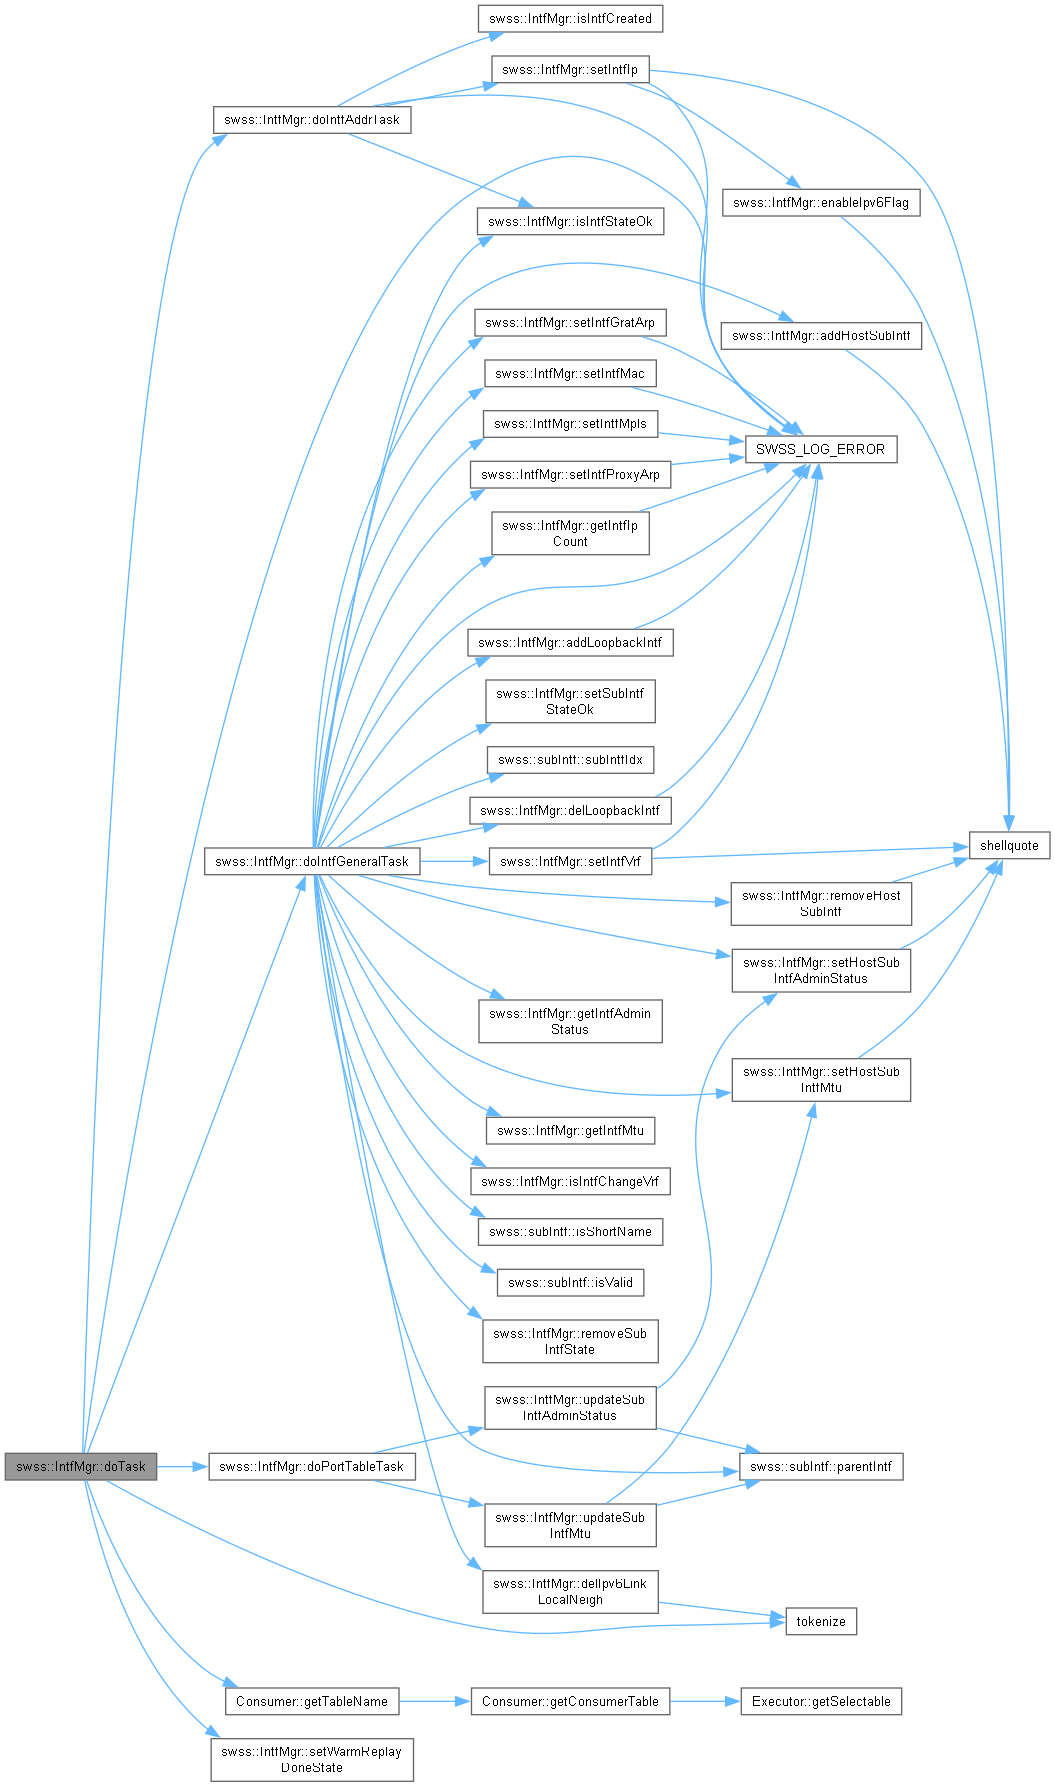 swss::IntfMgr::isIntfCreated
swss::IntfMgr::setIntfIp
swss::IntfMgr::doIntfAddrTask
swss::IntfMgr::enableIpv6Flag
swss::IntfMgr::isIntfStateOk
swss::IntfMgr::setIntfGratArp
swss::IntfMgr::addHostSubIntf
swss::IntfMgr::setIntfMac
swss::IntfMgr::setIntfMpls
SWSS_LOG_ERROR
swss::IntfMgr::setIntfProxyArp
swss::IntfMgr::getIntfIp
Count
swss::IntfMgr::addLoopbackIntf
swss::IntfMgr::setSubIntf
StateOk
swss::subIntf::subIntfIdx
swss::IntfMgr::delLoopbackIntf
shellquote
swss::IntfMgr::doIntfGeneralTask
swss::IntfMgr::setIntfVrf
swss::IntfMgr::removeHost
SubIntf
swss::IntfMgr::setHostSub
IntfAdminStatus
swss::IntfMgr::getIntfAdmin
Status
swss::IntfMgr::setHostSub
IntfMtu
swss::IntfMgr::getIntfMtu
swss::IntfMgr::isIntfChangeVrf
swss::subIntf::isShortName
swss::subIntf::isValid
swss::IntfMgr::removeSub
IntfState
swss::IntfMgr::updateSub
IntfAdminStatus
swss::IntfMgr::doTask
swss::IntfMgr::doPortTableTask
swss::subIntf::parentIntf
swss::IntfMgr::updateSub
IntfMtu
swss::IntfMgr::delIpv6Link
LocalNeigh
tokenize
Consumer::getTableName
Consumer::getConsumerTable
Executor::getSelectable
swss::IntfMgr::setWarmReplay
DoneState